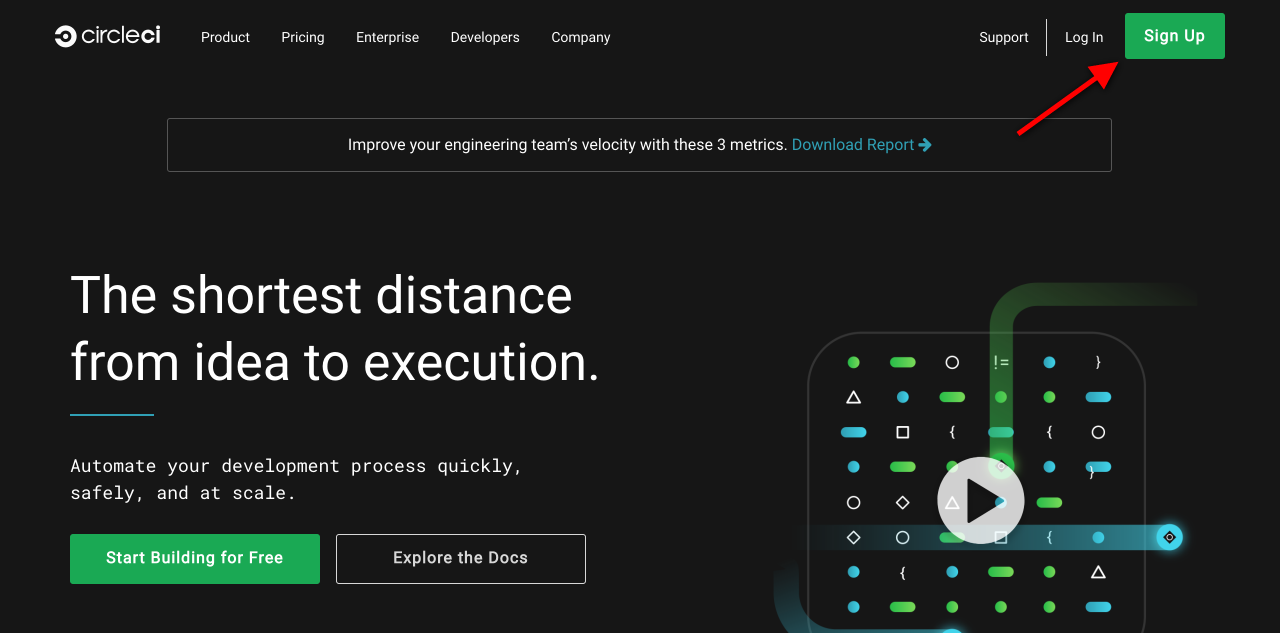 circleci Product Pricing Enterprise Developers Company Support Log In Sign Up
Improve your engineering team’s velocity with these 3 metrics. Download Report
The shortest distance
from idea to execution.
Automate your development process quickly,
safely, and at scale.
Start Building for Free Explore the Docs
!= }
{ {
}
{
{